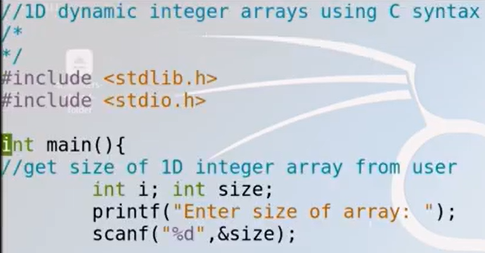 //1D dynamic integer arrays using C syntax
/*
*/
#include <stdlib.h>
#include <stdio.h>
int main(){
//get size of 1D integer array from user
int i; int size;
printf("Enter size of array: ");
scanf("%d",&size);